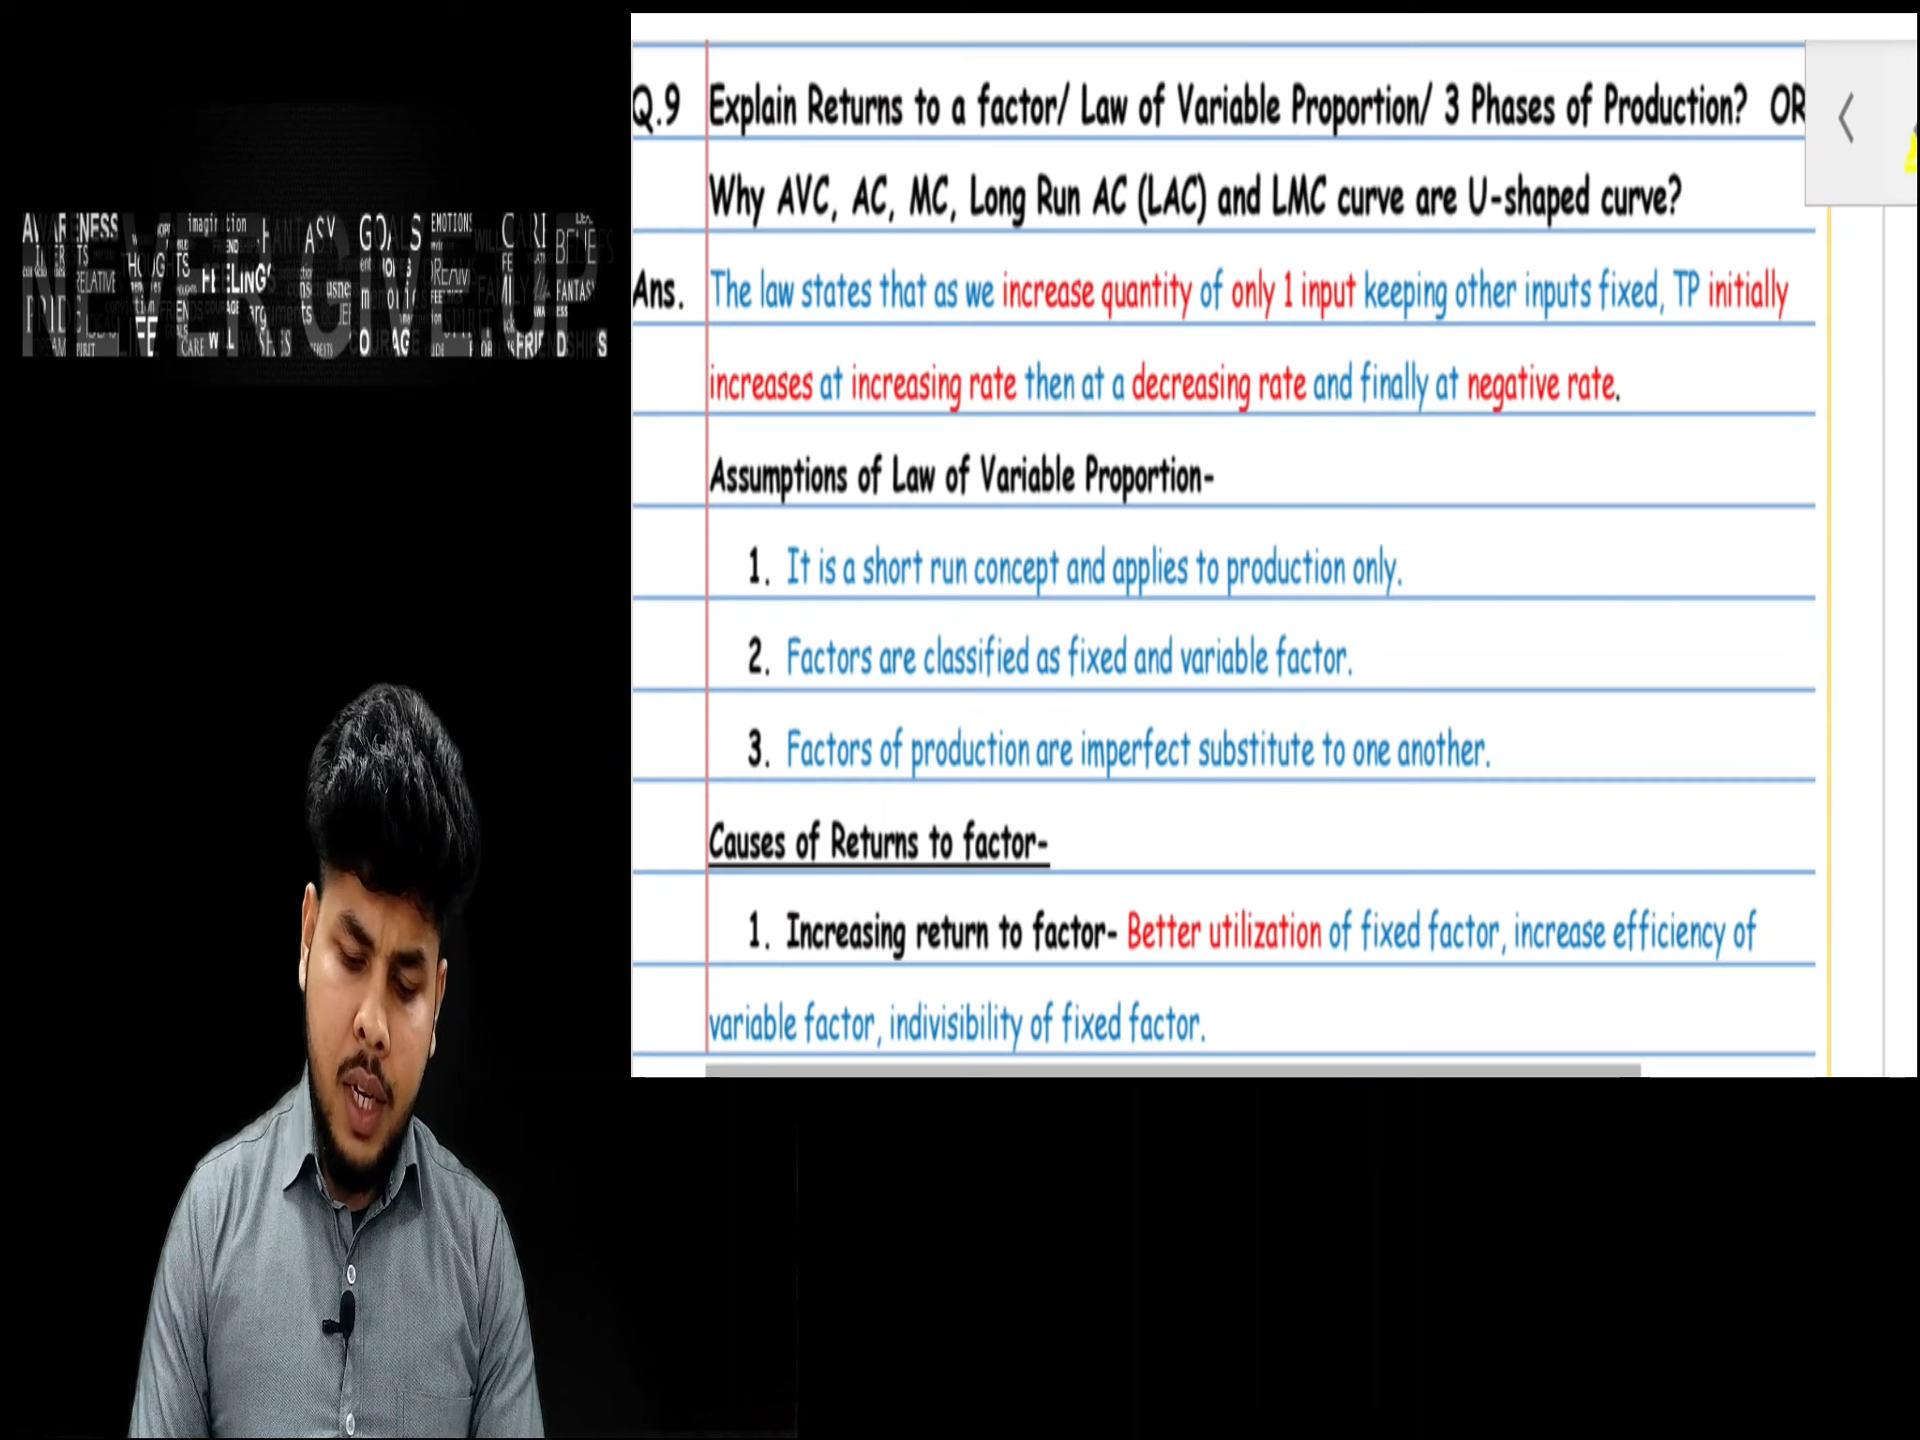 NEVER GIVE UP
Q.9 Explain Returns to a factor/ Law of Variable Proportion/ 3 Phases of Production? OR
Why AVC, AC, MC, Long Run AC (LAC) and LMC curve are U-shaped curve?
Ans. The law states that as we increase quantity of only 1 input keeping other inputs fixed, TP initially
increases at increasing rate then at a decreasing rate and finally at negative rate.
Assumptions of Law of Variable Proportion-
1. It is a short run concept and applies to production only.
2. Factors are classified as fixed and variable factor.
3. Factors of production are imperfect substitute to one another.
Causes of Returns to factor-
1. Increasing return to factor- Better utilization of fixed factor, increase efficiency of
variable factor, indivisibility of fixed factor.